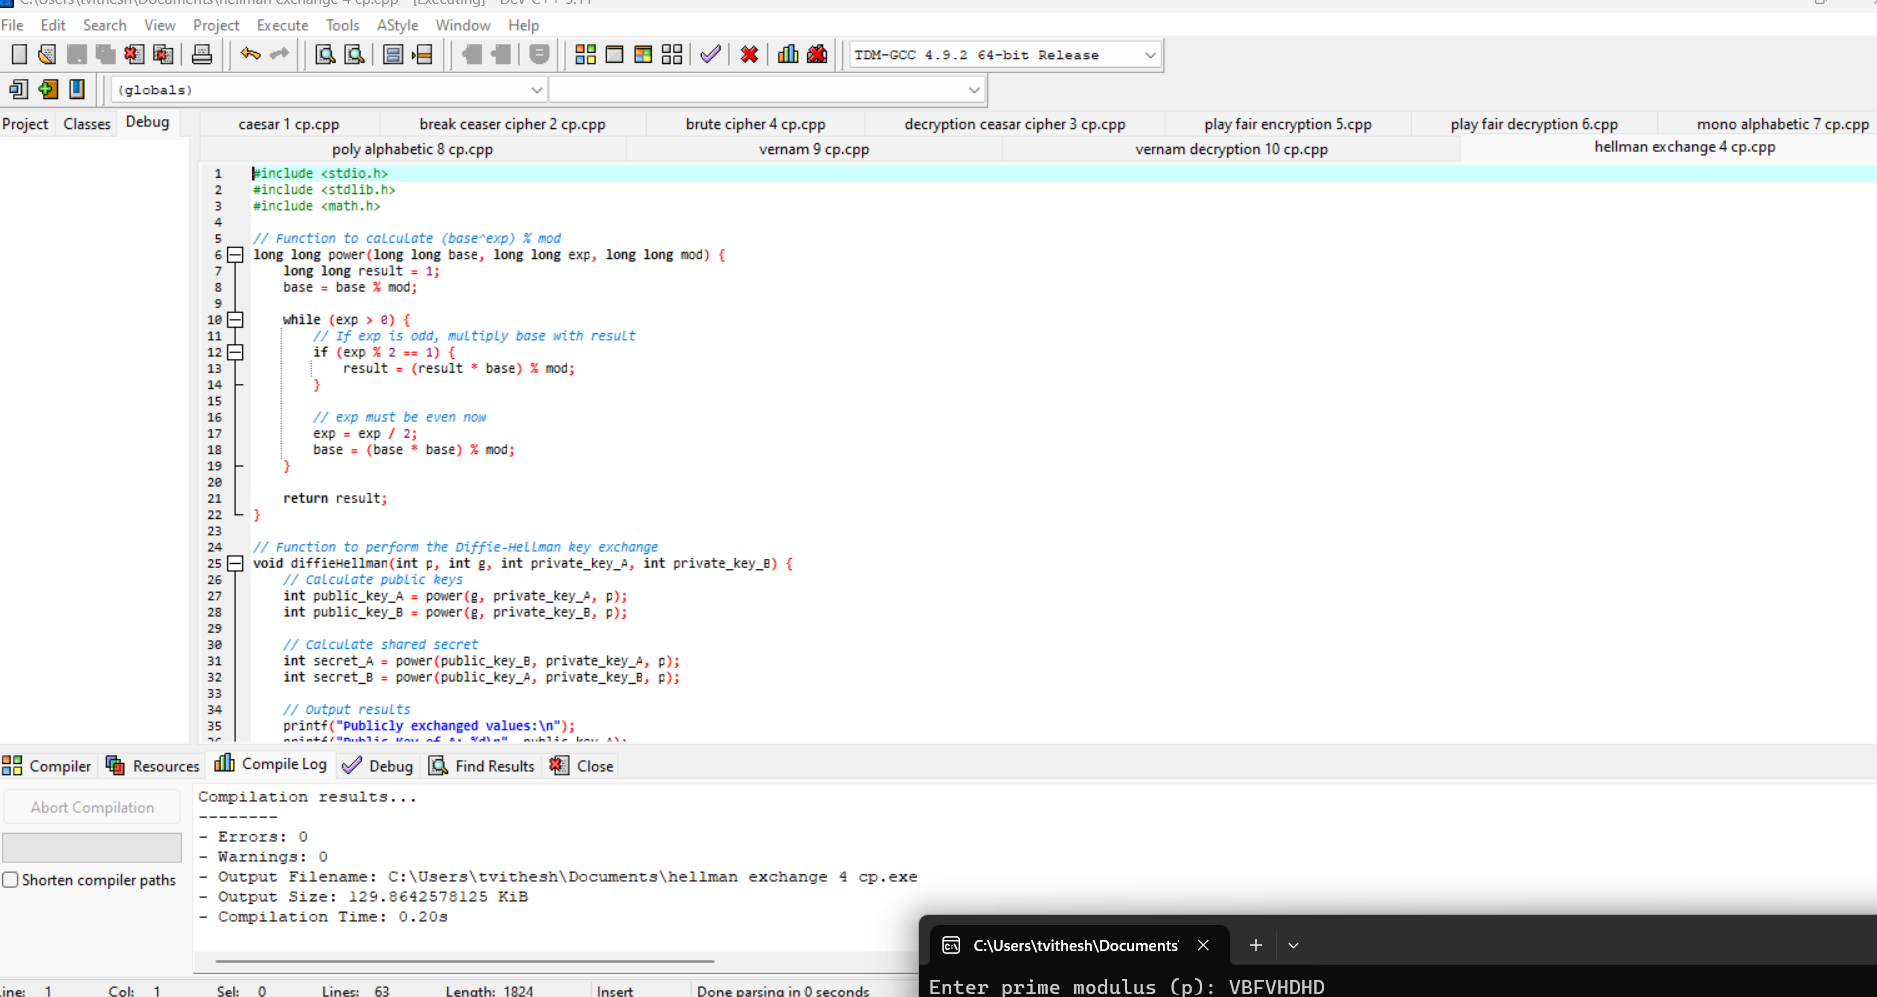 C:\Users\tvithesh\Documents\hellman exchange 4 cp.cpp - [Executing] - Dev-C++ 5.11
File Edit Search View Project Execute Tools AStyle Window Help
TDM-GCC 4.9.2 64-bit Release
(globals)
Project Classes Debug
caesar 1 cp.cpp break ceaser cipher 2 cp.cpp brute cipher 4 cp.cpp decryption ceasar cipher 3 cp.cpp play fair encryption 5.cpp play fair decryption 6.cpp mono alphabetic 7 cp.cpp
poly alphabetic 8 cp.cpp vernam 9 cp.cpp vernam decryption 10 cp.cpp hellman exchange 4 cp.cpp
1 #include <stdio.h>
2 #include <stdlib.h>
3 #include <math.h>
4
5 // Function to calculate (base^exp) % mod
6 long long power(long long base, long long exp, long long mod) {
7 long long result = 1;
8 base = base % mod;
9
10 while (exp > 0) {
11 // If exp is odd, multiply base with result
12 if (exp % 2 == 1) {
13 result = (result * base) % mod;
14 }
15
16 // exp must be even now
17 exp = exp / 2;
18 base = (base * base) % mod;
19 }
20
21 return result;
22 }
23
24 // Function to perform the Diffie-Hellman key exchange
25 void diffieHellman(int p, int g, int private_key_A, int private_key_B) {
26 // Calculate public keys
27 int public_key_A = power(g, private_key_A, p);
28 int public_key_B = power(g, private_key_B, p);
29
30 // Calculate shared secret
31 int secret_A = power(public_key_B, private_key_A, p);
32 int secret_B = power(public_key_A, private_key_B, p);
33
34 // Output results
35 printf("Publicly exchanged values:\n");
36 printf("Public Key of A: %d\n", public_key_A);
Compiler Resources Compile Log Debug Find Results Close
Abort Compilation
Shorten compiler paths
Compilation results...
--------
- Errors: 0
- Warnings: 0
- Output Filename: C:\Users\tvithesh\Documents\hellman exchange 4 cp.exe
- Output Size: 129.8642578125 KiB
- Compilation Time: 0.20s
C:\Users\tvithesh\Documents\
Enter prime modulus (p): VBFVHDHD
Line: 1 Col: 1 Sel: 0 Lines: 63 Length: 1824 Insert Done parsing in 0 seconds